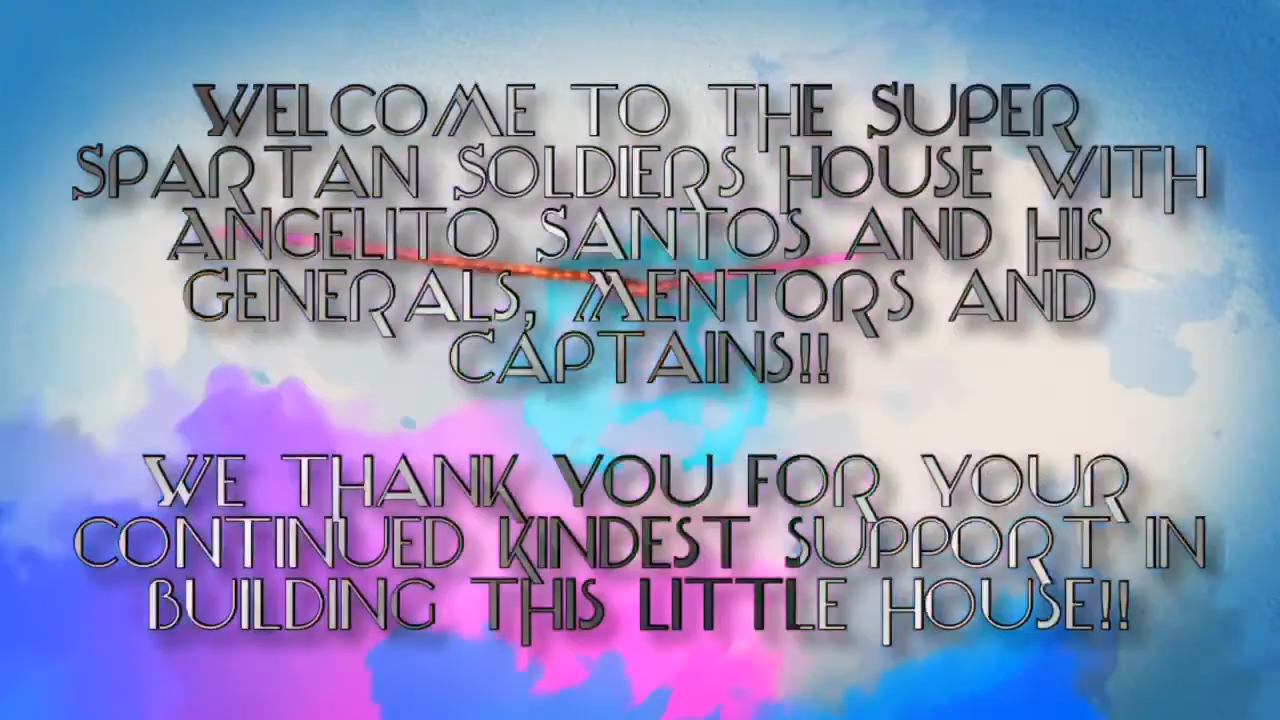 WELCOME TO THE SUPER
SPARTAN SOLDIERS HOUSE WITH
ANGELITO SANTOS AND HIS
GENERALS, MENTORS AND
CAPTAINS!!
WE THANK YOU FOR YOUR
CONTINUED KINDEST SUPPORT IN
BUILDING THIS LITTLE HOUSE!!